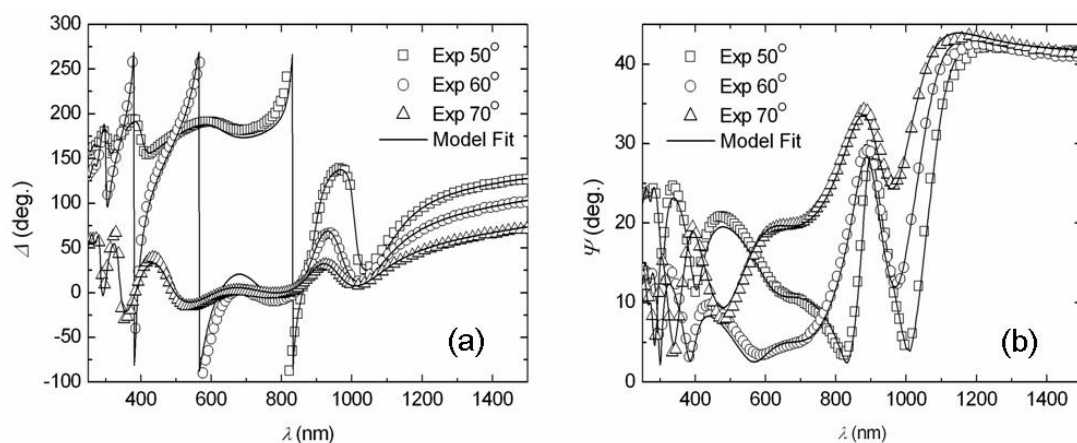 300
250
200
150
100
50
0
-50
-100
Δ (deg.)
Exp 50°
Exp 60°
Exp 70°
Model Fit
(a)
400 600 800 1000 1200 1400
λ (nm)
40
30
20
10
0
Ψ (deg.)
Exp 50°
Exp 60°
Exp 70°
Model Fit
(b)
400 600 800 1000 1200 1400
λ (nm)